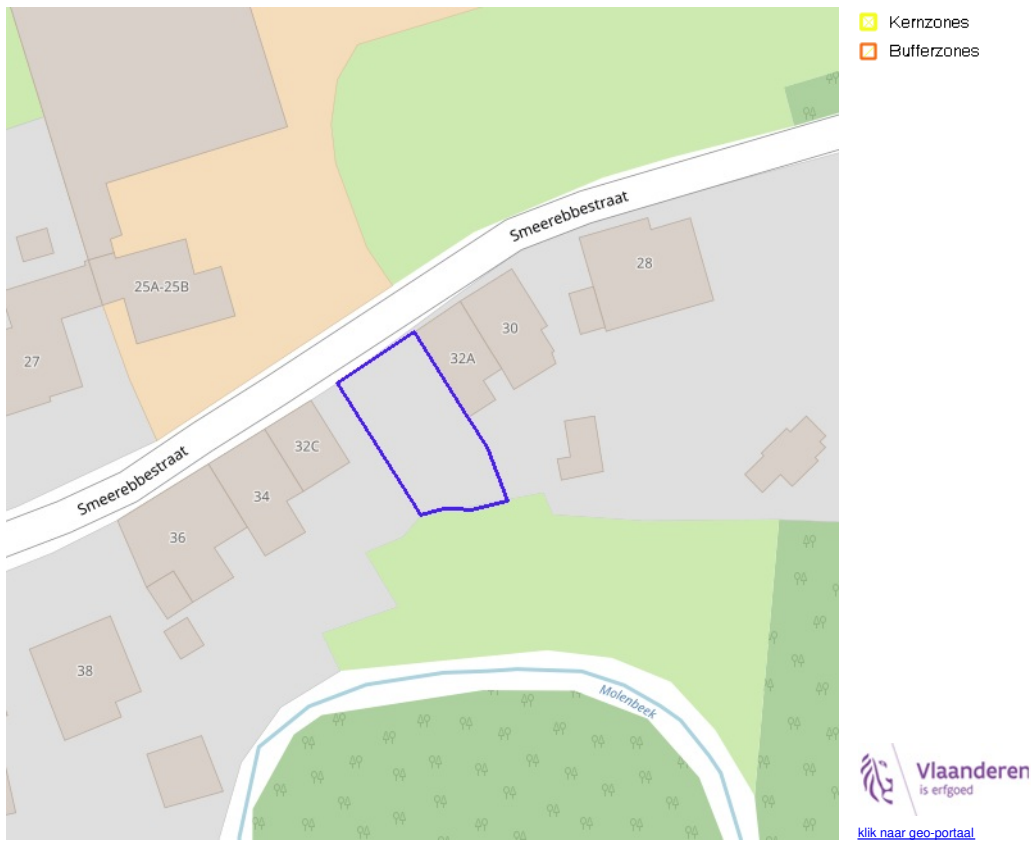 Kernzones
Bufferzones
Smeerebbestraat
28
25A-25B
30
32A
27
32C
Smeerebbestraat
34
36
38
Molenbeek
Vlaanderen
is erfgoed
klik naar geo-portaal